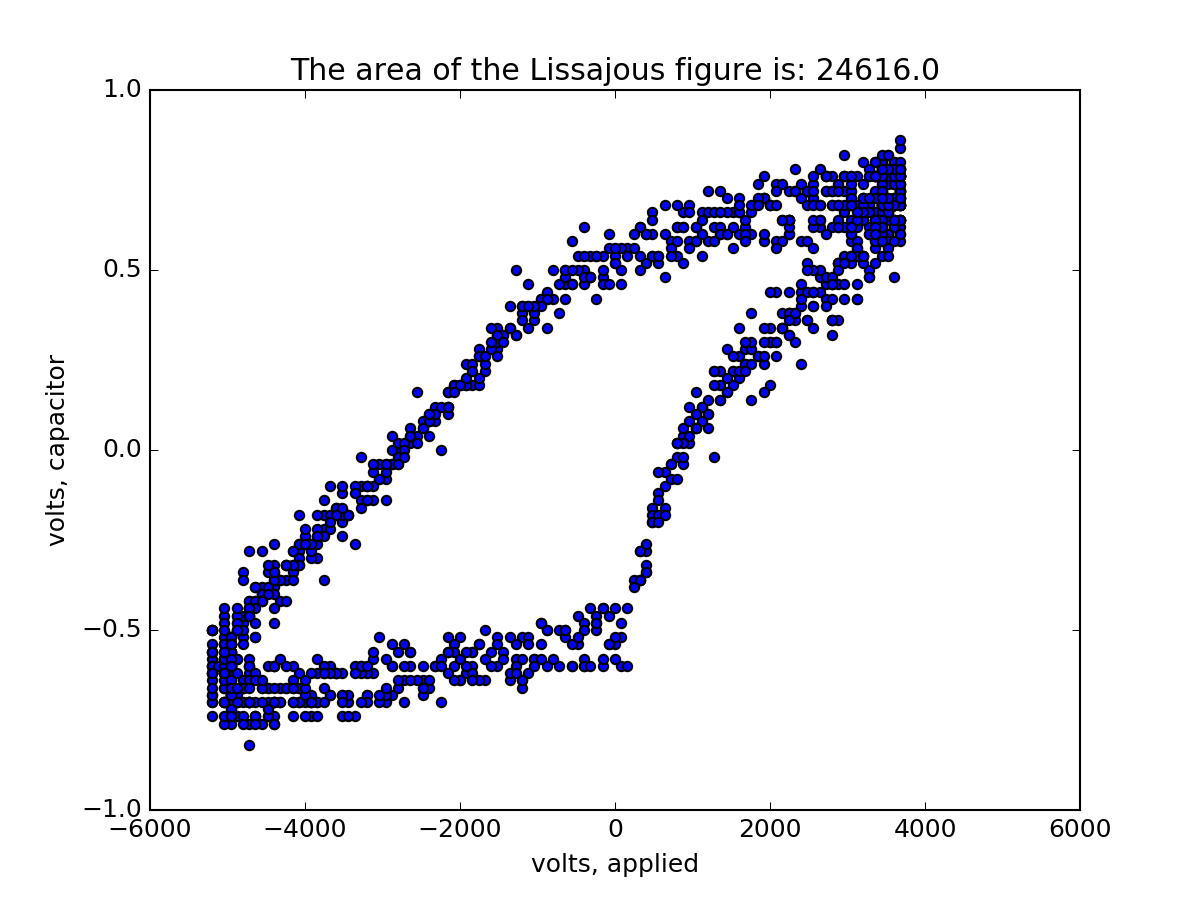 The area of the Lissajous figure is: 24616.0
1.0
0.5
0.0
−0.5
−1.0
volts, capacitor
−6000 −4000 −2000 0 2000 4000 6000
volts, applied